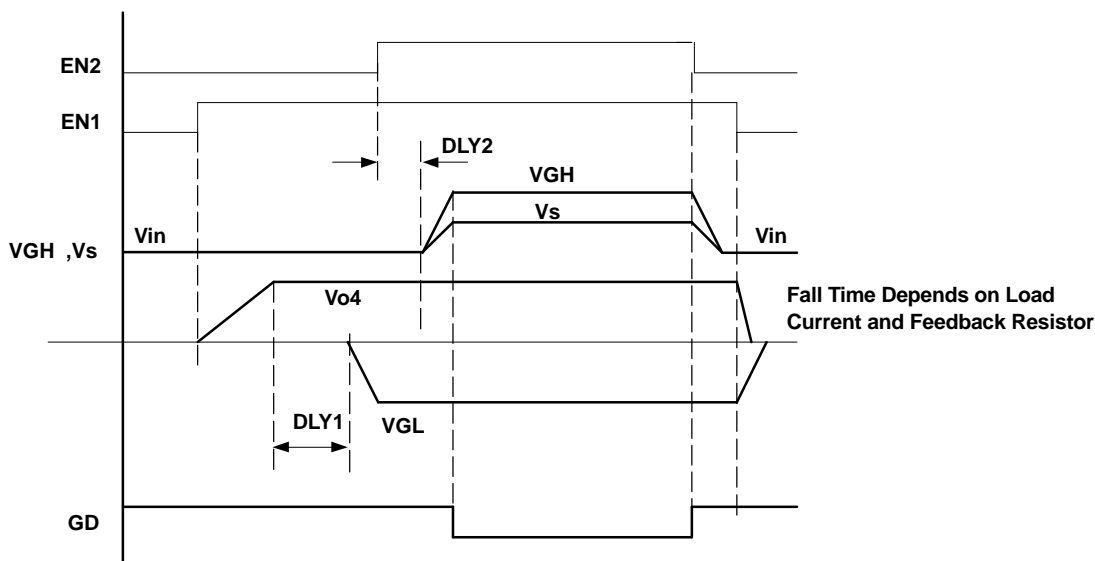 EN2
EN1
DLY2
VGH
Vs
Vin
Vin
VGH ,Vs
Vo4
Fall Time Depends on Load
Current and Feedback Resistor
DLY1
VGL
GD